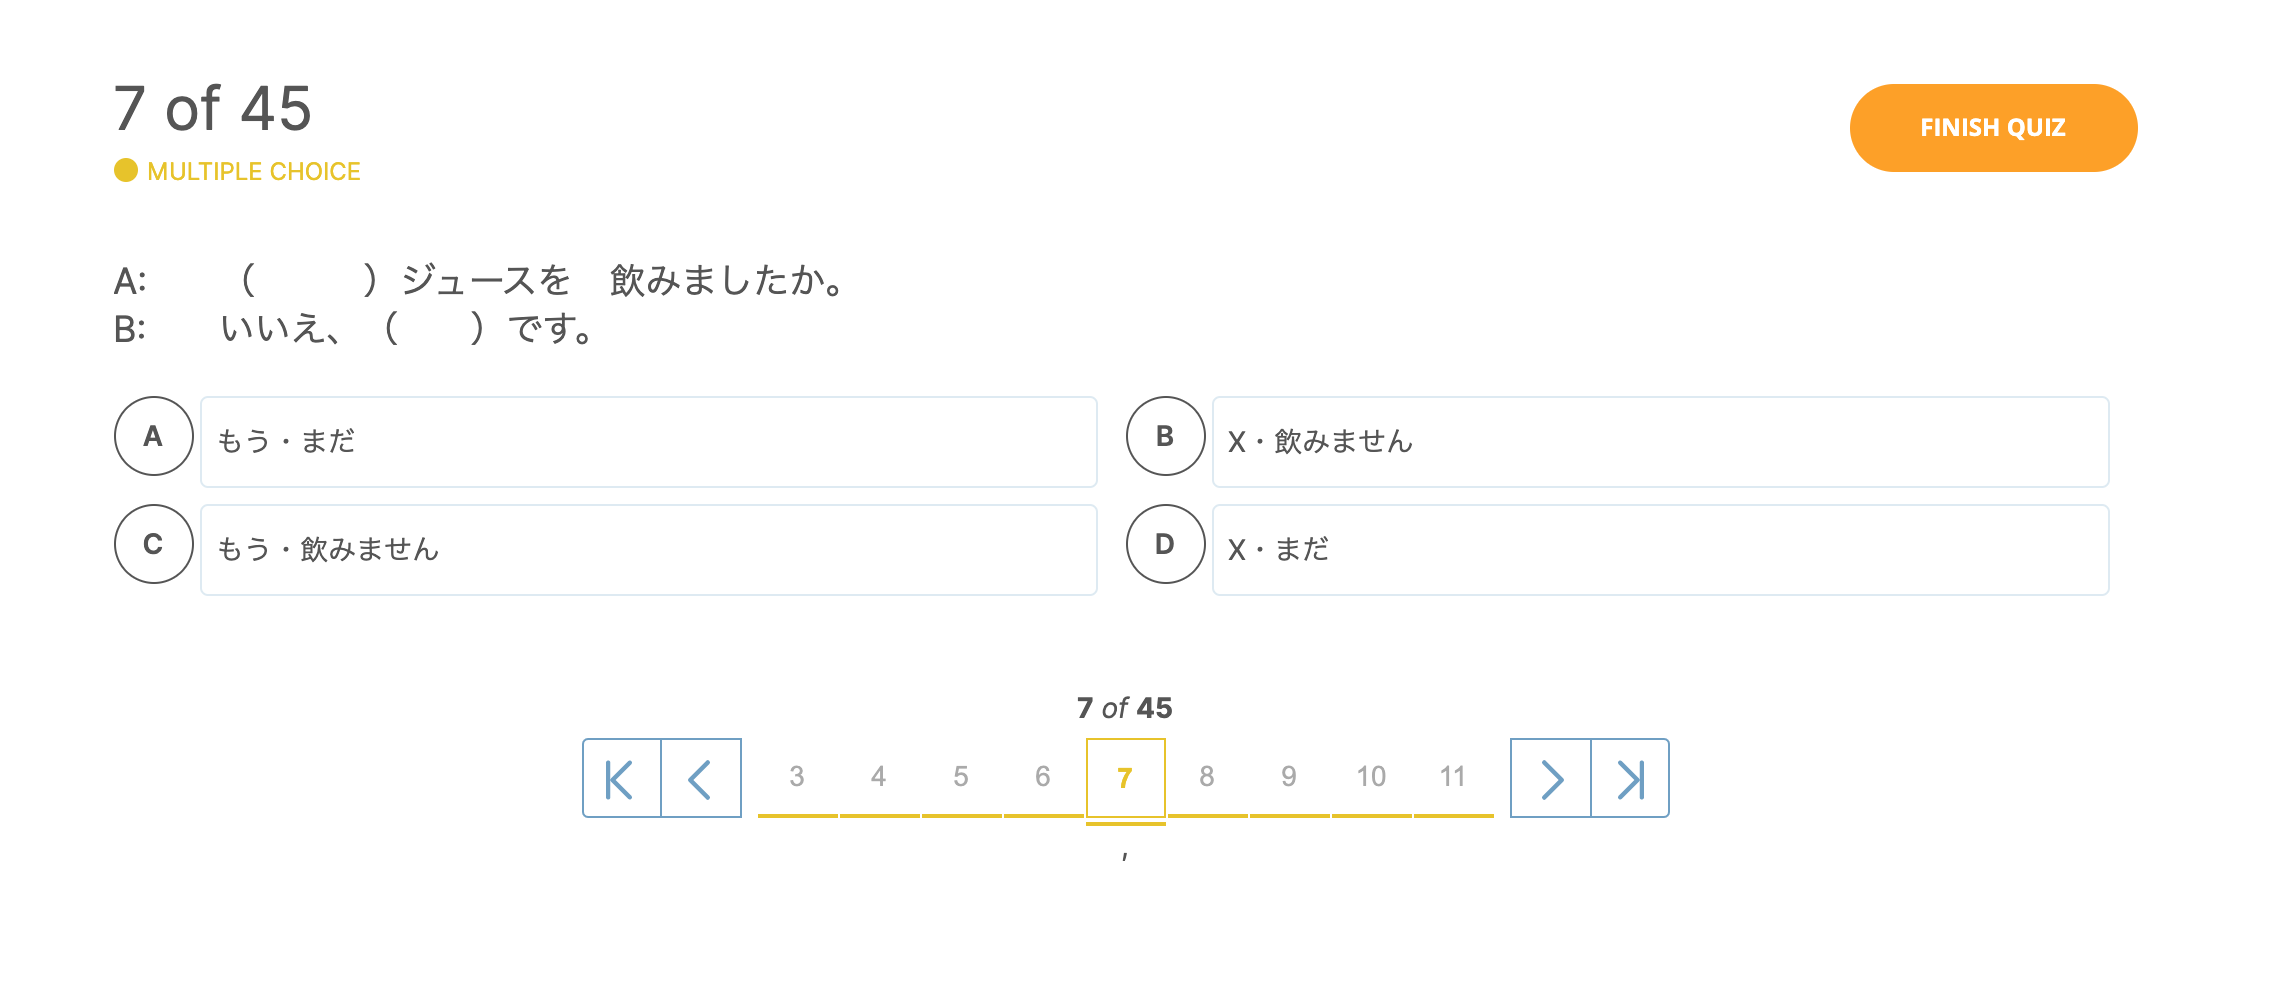 7 of 45
FINISH QUIZ
MULTIPLE CHOICE
A: （　　　）ジュースを　飲みましたか。
B: いいえ、（　　）です。
A もう・まだ
B X・飲みません
C もう・飲みません
D X・まだ
7 of 45
3 4 5 6 7 8 9 10 11
,